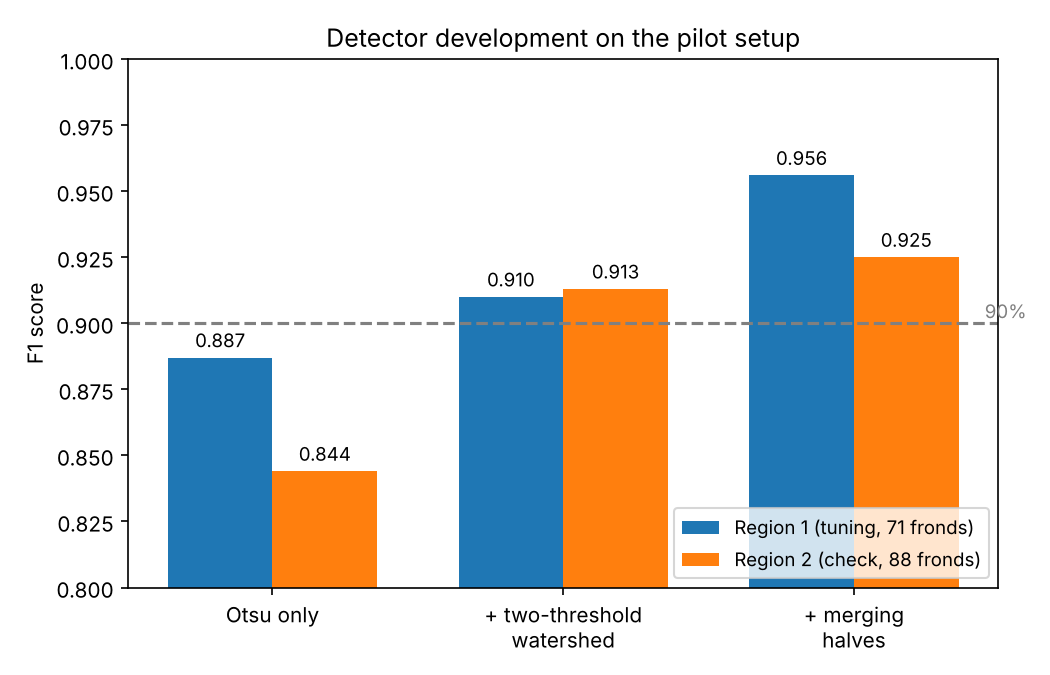 Detector development on the pilot setup
F1 score
1.000
0.975
0.950
0.925
0.900
0.875
0.850
0.825
0.800
0.887
0.844
0.910
0.913
0.956
0.925
90%
Region 1 (tuning, 71 fronds)
Region 2 (check, 88 fronds)
Otsu only
+ two-threshold
watershed
+ merging
halves